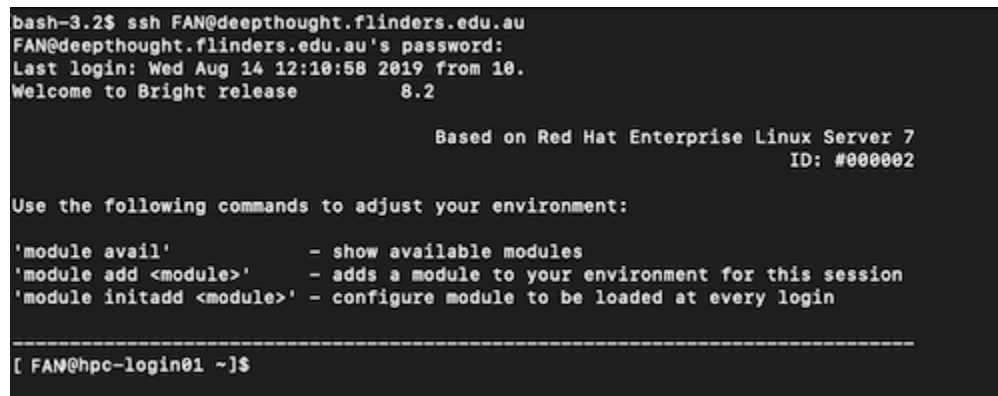 bash-3.2$ ssh FAN@deepthought.flinders.edu.au
FAN@deepthought.flinders.edu.au's password:
Last login: Wed Aug 14 12:10:58 2019 from 10.
Welcome to Bright release         8.2
Based on Red Hat Enterprise Linux Server 7
ID: #000002
Use the following commands to adjust your environment:
'module avail'            - show available modules
'module add <module>'     - adds a module to your environment for this session
'module initadd <module>' - configure module to be loaded at every login
-------------------------------------------------------------------------------
[ FAN@hpc-login01 ~]$